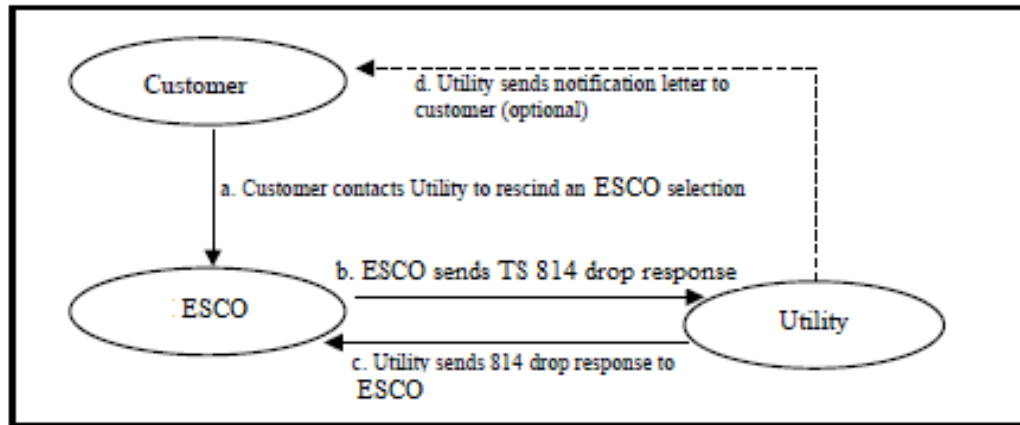 Customer
d. Utility sends notification letter to
customer (optional)
a. Customer contacts Utility to rescind an ESCO selection
b. ESCO sends TS 814 drop response
ESCO
Utility
c. Utility sends 814 drop response to
ESCO